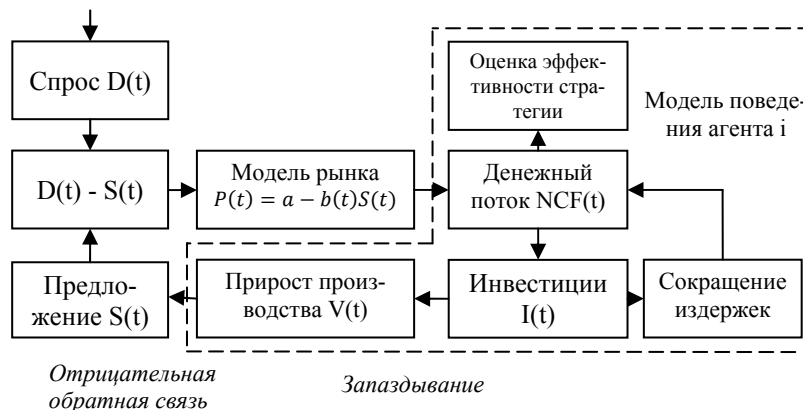 Спрос D(t)
Оценка эффек-
тивности стра-
тегии
Модель поведе-
ния агента i
D(t) - S(t)
Модель рынка
P(t) = a − b(t)S(t)
Денежный
поток NCF(t)
Предло-
жение S(t)
Прирост произ-
водства V(t)
Инвестиции
I(t)
Сокращение
издержек
Отрицательная
обратная связь
Запаздывание